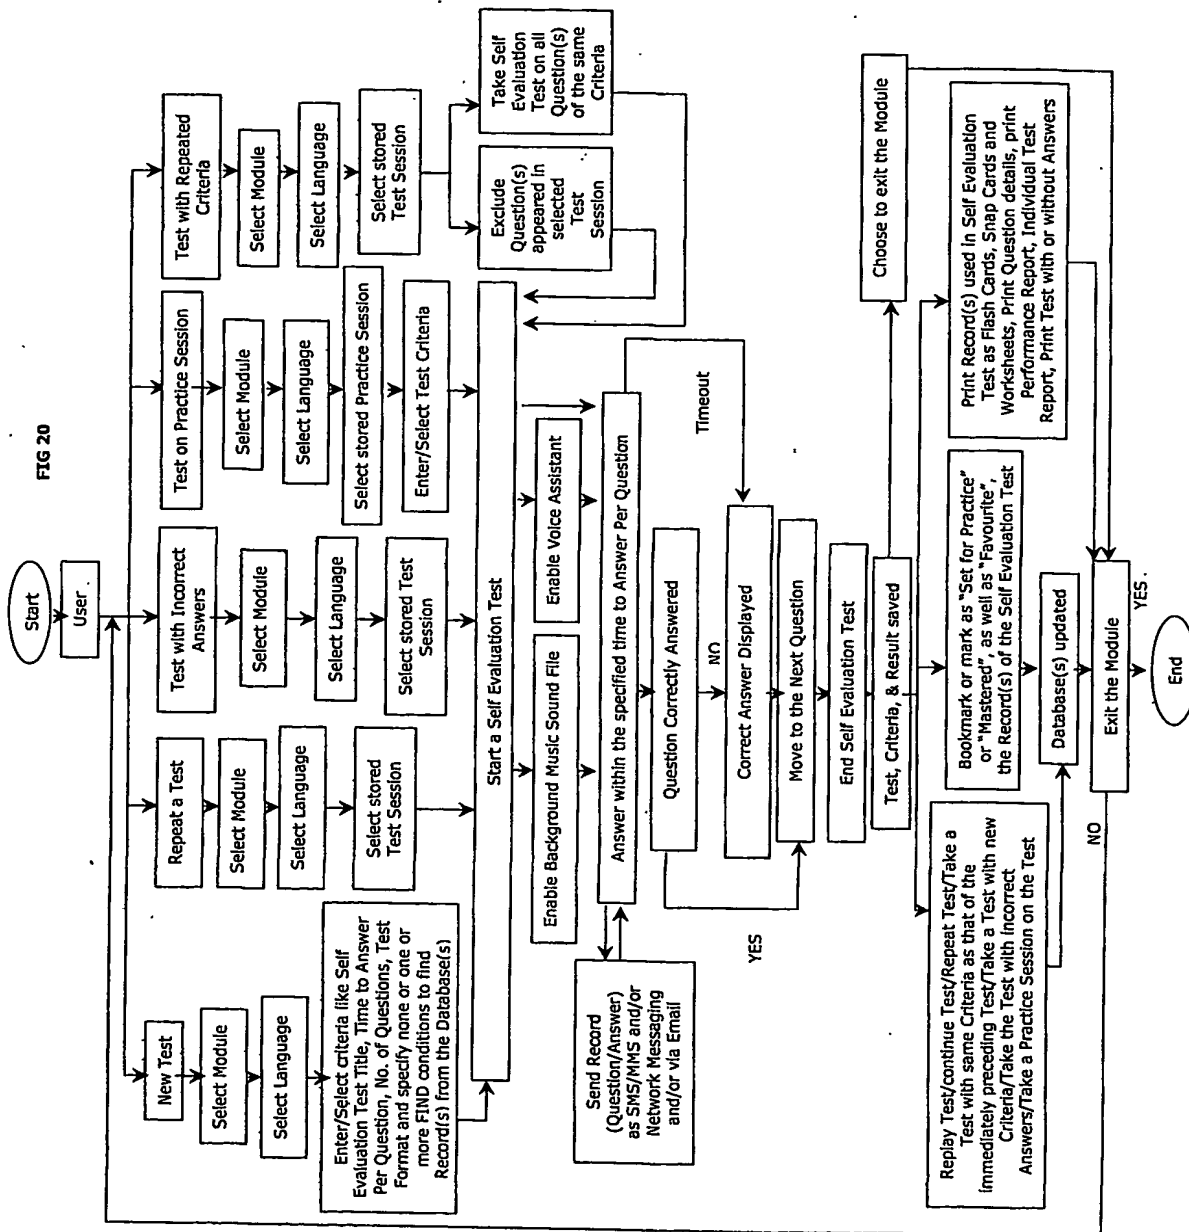 FIG 20
Start
User
New Test
Select Module
Select Language
Enter/Select criteria like Self
Evaluation Test Title, Time to Answer
Per Question, No. of Questions, Test
Format and specify none or one or
more FIND conditions to find
Record(s) from the Database(s)
Repeat a Test
Select Module
Select Language
Select stored
Test Session
Test with Incorrect
Answers
Select Module
Select Language
Select stored Test
Session
Test on Practice Session
Select Module
Select Language
Select stored Practice Session
Enter/Select Test Criteria
Test with Repeated
Criteria
Select Module
Select Language
Select stored
Test Session
Exclude
Question(s)
appeared in
selected
Test
Session
Take Self
Evaluation
Test on all
Question(s)
of the same
Criteria
Start a Self Evaluation Test
Enable Background Music Sound File
Enable Voice Assistant
Send Record
(Question/Answer)
as SMS/MMS and/or
Network Messaging
and/or via Email
Answer within the specified time to Answer Per Question
Timeout
Question Correctly Answered
NO
YES
Correct Answer Displayed
Move to the Next Question
End Self Evaluation Test
Test, Criteria, & Result saved
Choose to exit the Module
Replay Test/continue Test/Repeat Test/Take a
Test with same Criteria as that of the
immediately preceding Test/Take a Test with new
Criteria/Take the Test with incorrect
Answers/Take a Practice Session on the Test
Bookmark or mark as "Set for Practice"
or "Mastered", as well as "Favourite",
the Record(s) of the Self Evaluation Test
Print Record(s) used in Self Evaluation
Test as Flash Cards, Snap Cards and
Worksheets, Print Question details, print
Performance Report, Individual Test
Report, Print Test with or without Answers
Database(s) updated
Exit the Module
NO
YES
End